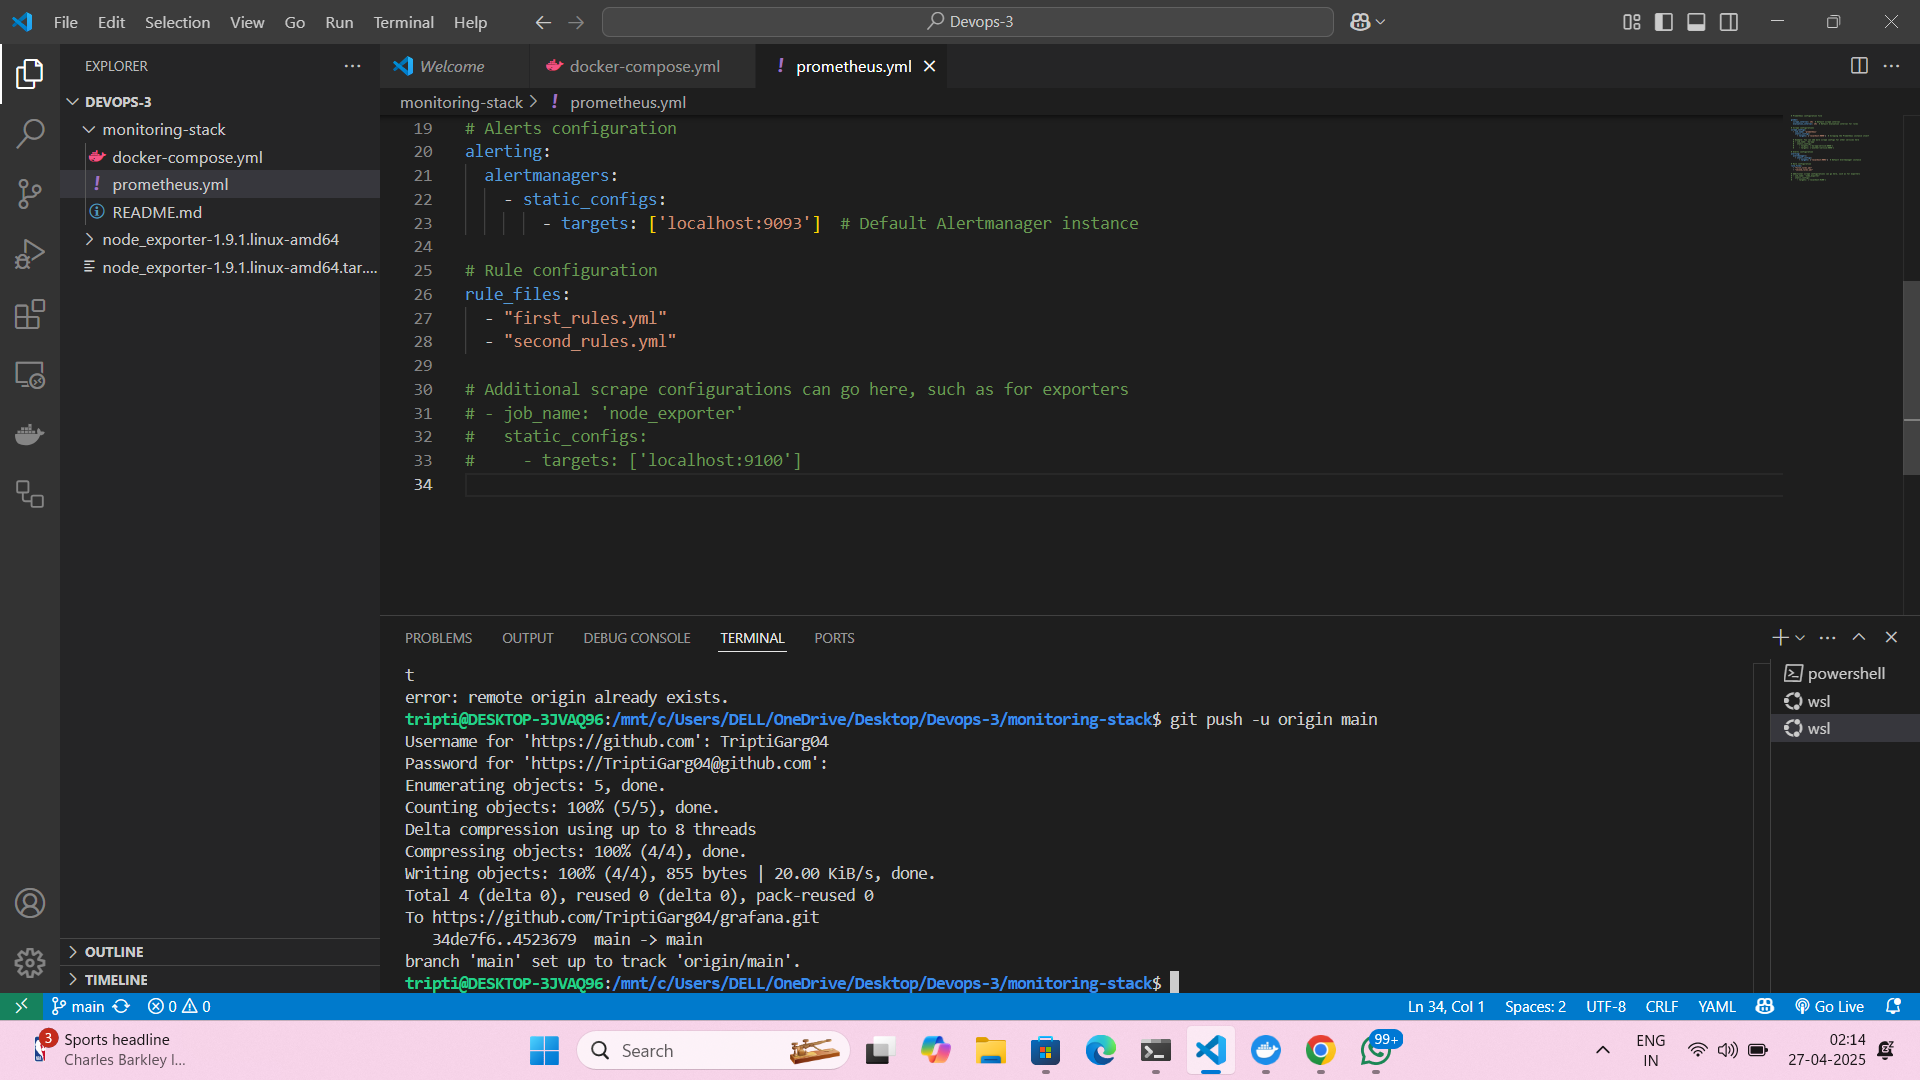 File Edit Selection View Go Run Terminal Help
Devops-3
EXPLORER
DEVOPS-3
monitoring-stack
docker-compose.yml
prometheus.yml
README.md
node_exporter-1.9.1.linux-amd64
node_exporter-1.9.1.linux-amd64.tar....
OUTLINE
TIMELINE
Welcome docker-compose.yml prometheus.yml
monitoring-stack > prometheus.yml
19 # Alerts configuration
20 alerting:
21 alertmanagers:
22 - static_configs:
23 - targets: ['localhost:9093'] # Default Alertmanager instance
24
25 # Rule configuration
26 rule_files:
27 - "first_rules.yml"
28 - "second_rules.yml"
29
30 # Additional scrape configurations can go here, such as for exporters
31 # - job_name: 'node_exporter'
32 # static_configs:
33 # - targets: ['localhost:9100']
34
PROBLEMS OUTPUT DEBUG CONSOLE TERMINAL PORTS
powershell
wsl
wsl
t
error: remote origin already exists.
tripti@DESKTOP-3JVAQ96:/mnt/c/Users/DELL/OneDrive/Desktop/Devops-3/monitoring-stack$ git push -u origin main
Username for 'https://github.com': TriptiGarg04
Password for 'https://TriptiGarg04@github.com':
Enumerating objects: 5, done.
Counting objects: 100% (5/5), done.
Delta compression using up to 8 threads
Compressing objects: 100% (4/4), done.
Writing objects: 100% (4/4), 855 bytes | 20.00 KiB/s, done.
Total 4 (delta 0), reused 0 (delta 0), pack-reused 0
To https://github.com/TriptiGarg04/grafana.git
34de7f6..4523679 main -> main
branch 'main' set up to track 'origin/main'.
tripti@DESKTOP-3JVAQ96:/mnt/c/Users/DELL/OneDrive/Desktop/Devops-3/monitoring-stack$
main 0 0 Ln 34, Col 1 Spaces: 2 UTF-8 CRLF YAML Go Live
3 Sports headline
Charles Barkley l...
Search
99+
ENG
IN
02:14
27-04-2025